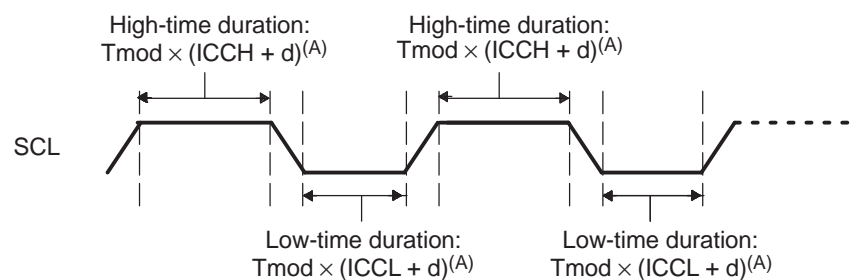 High-time duration:
Tmod × (ICCH + d)(A)
High-time duration:
Tmod × (ICCH + d)(A)
SCL
Low-time duration:
Tmod × (ICCL + d)(A)
Low-time duration:
Tmod × (ICCL + d)(A)